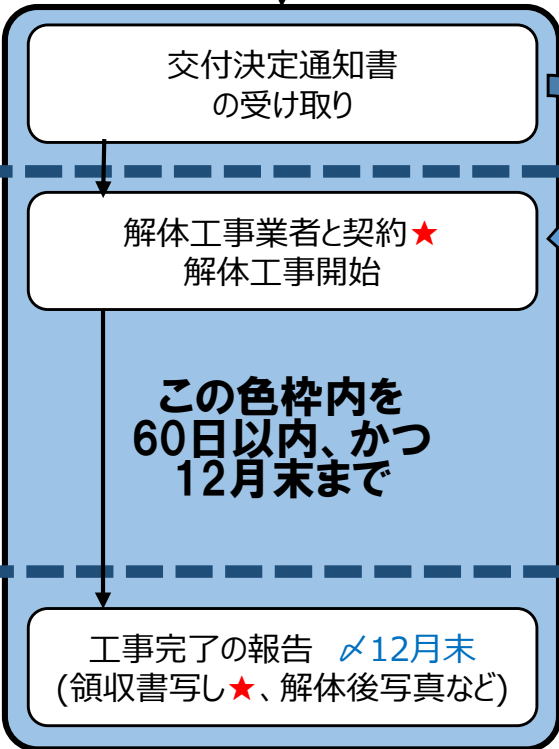 交付決定通知書
の受け取り
解体工事業者と契約★
解体工事開始
この色枠内を
60日以内、かつ
12月末まで
工事完了の報告　〆12月末
(領収書写し★、解体後写真など)